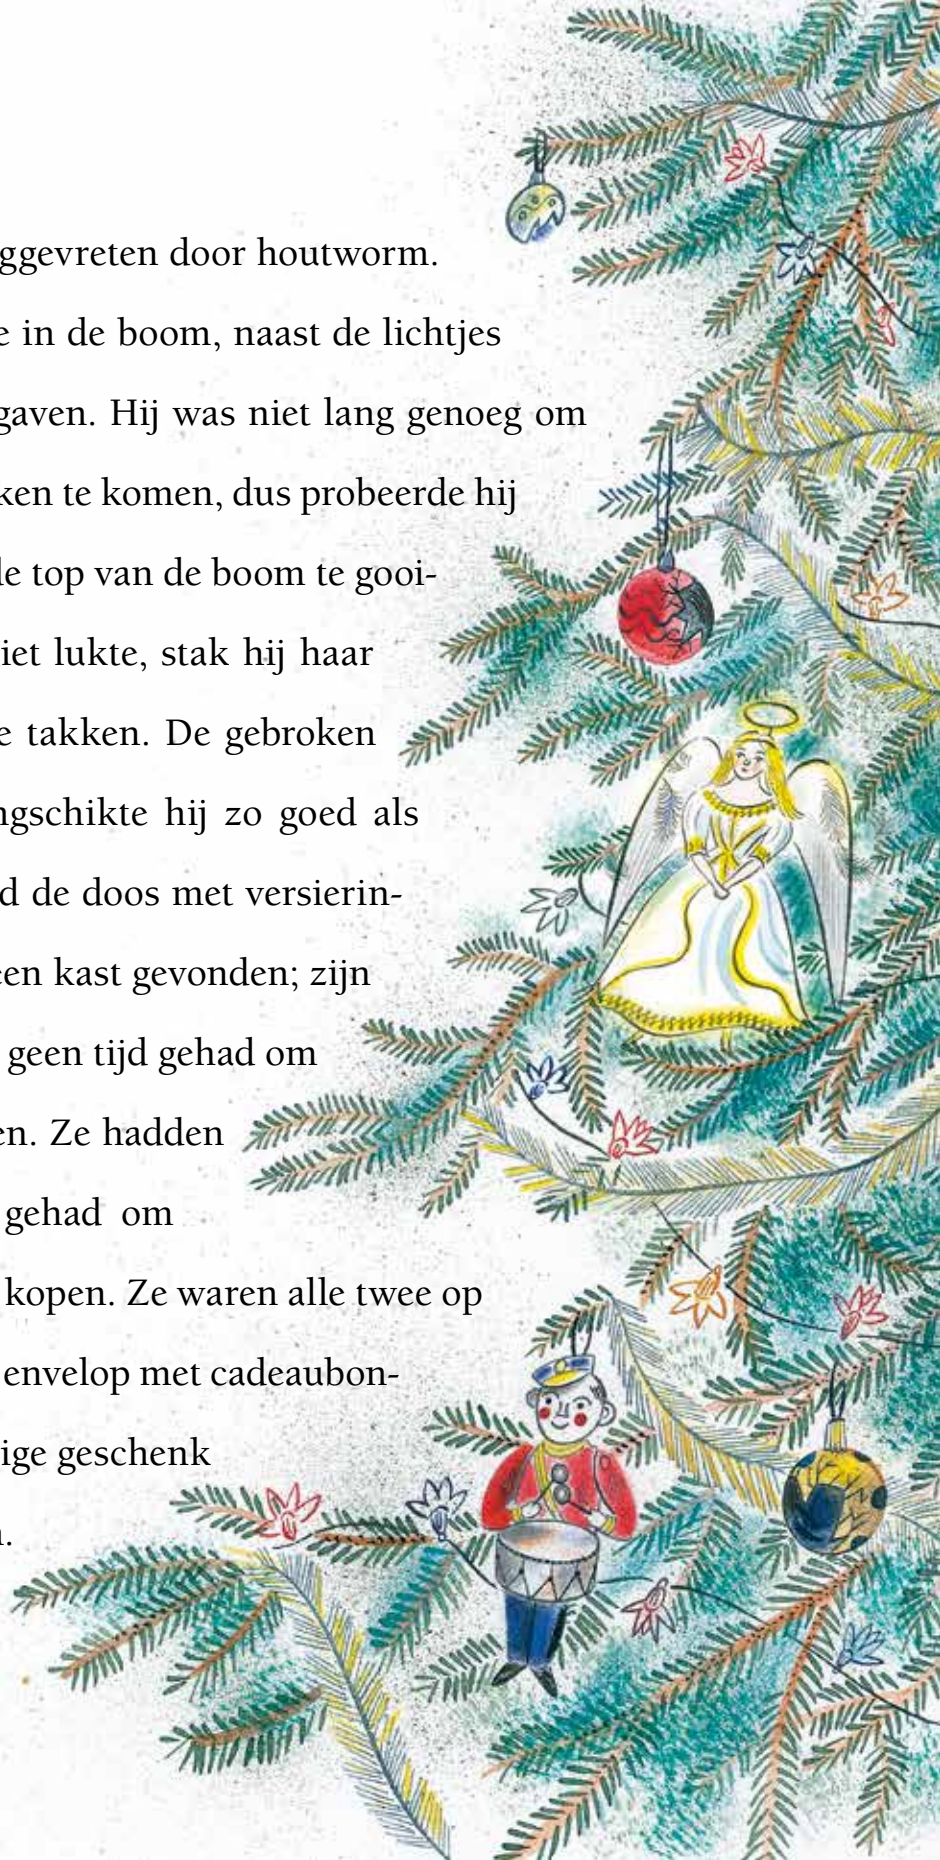 ggevreten door houtworm.
e in de boom, naast de lichtjes
gaven. Hij was niet lang genoeg om
ken te komen, dus probeerde hij
de top van de boom te gooi-
iet lukte, stak hij haar
e takken. De gebroken
ngschikte hij zo goed als
d de doos met versierin-
een kast gevonden; zijn
geen tijd gehad om
en. Ze hadden
gehad om
kopen. Ze waren alle twee op
envelop met cadeaubon-
ige geschenk
n.